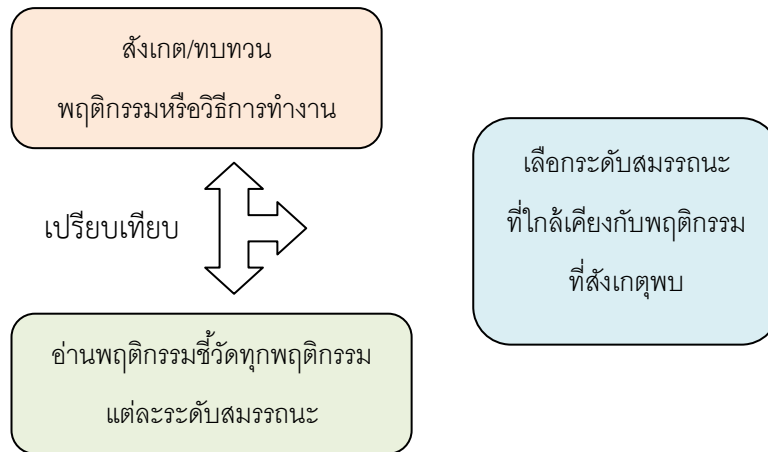 สังเกต/ทบทวน
พฤติกรรมหรือวิธีการทำงาน
เปรียบเทียบ
อ่านพฤติกรรมชี้วัดทุกพฤติกรรม
แต่ละระดับสมรรถนะ
เลือกระดับสมรรถนะ
ที่ใกล้เคียงกับพฤติกรรม
ที่สังเกตุพบ